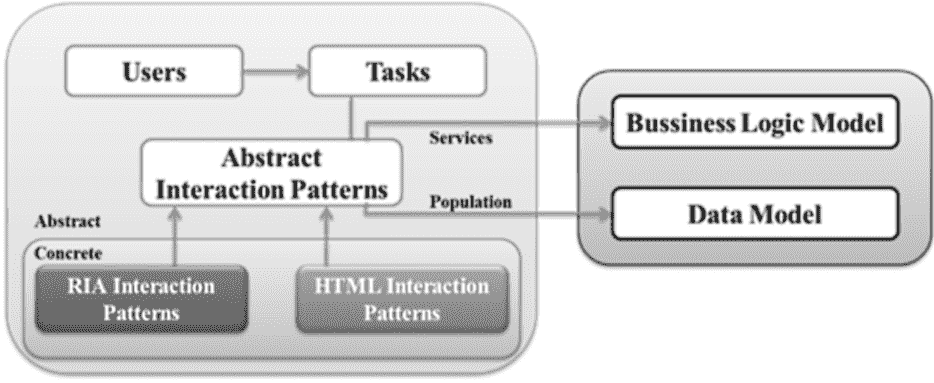 Users
Tasks
Bussiness Logic Model
Services
Abstract
Interaction Patterns
Population
Data Model
Abstract
Concrete
RIA Interaction
Patterns
HTML Interaction
Patterns